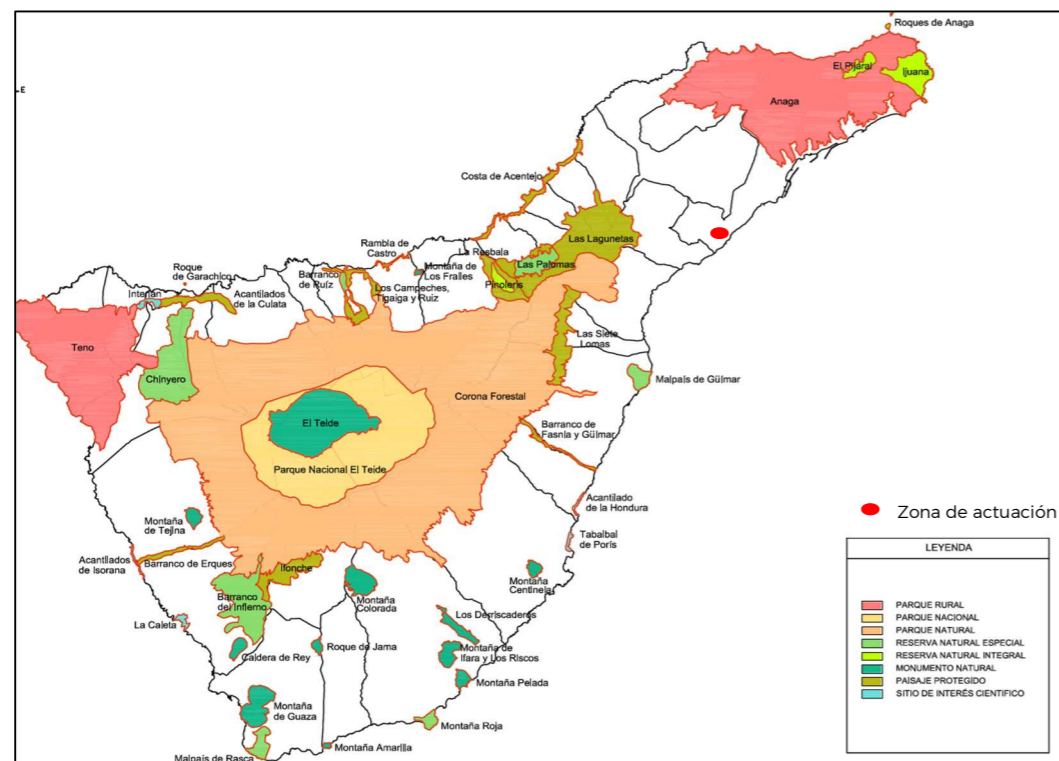 Roques de Anaga
El Pijaral
Ijuana
E
Anaga
Costa de Acentejo
Las Lagunetas
Rambla de
Castro
La Resbala
Roque
de Garachico
Barranco
de Ruíz
Montaña de
Los Frailes
Las Palomas
Interián
Acantilados
de la Culata
Los Campeches,
Tigaiga y Ruiz
Pinoleris
Teno
Las Siete
Lomas
Chinyero
Malpaís de Güímar
Corona Forestal
El Teide
Barranco de
Fasnia y Güímar
Parque Nacional El Teide
Acantilado
de la Hondura
Zona de actuación
Montaña
de Tejina
Tabaibal
de Porís
LEYENDA
Acantilados
de Isorana
Barranco de Erques
Ifonche
Montaña
Centinela
Barranco
del Infierno
Montaña
Colorada
PARQUE RURAL
Los Derriscaderos
PARQUE NACIONAL
La Caleta
PARQUE NATURAL
RESERVA NATURAL ESPECIAL
Caldera de Rey
Roque de Jama
Montaña de
Ifara y Los Riscos
RESERVA NATURAL INTEGRAL
MONUMENTO NATURAL
Montaña Pelada
PAISAJE PROTEGIDO
SITIO DE INTERÉS CIENTIFICO
Montaña
de Guaza
Montaña Roja
Montaña Amarilla
Malpaís de Rasca